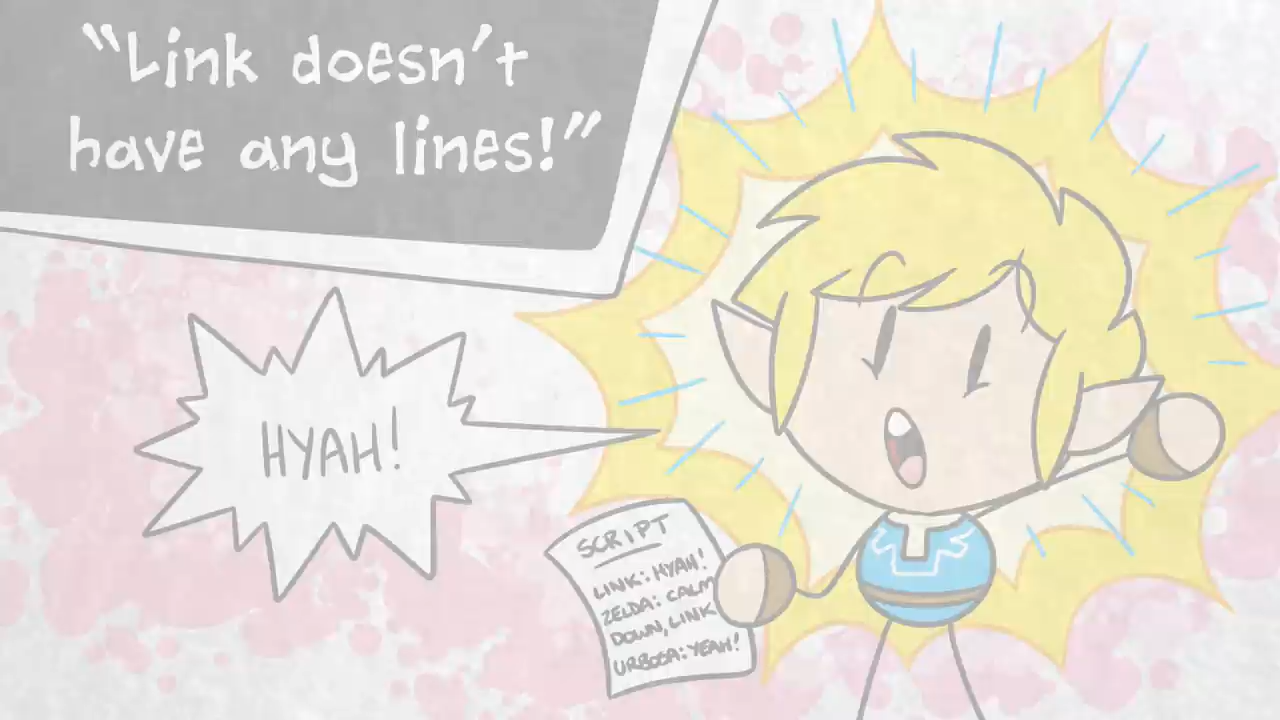 “Link doesn’t
have any lines!”
HYAH!
SCRIPT
LINK: HYAH!
ZELDA: CALM
DOWN, LINK
URBOSA: YEAH!